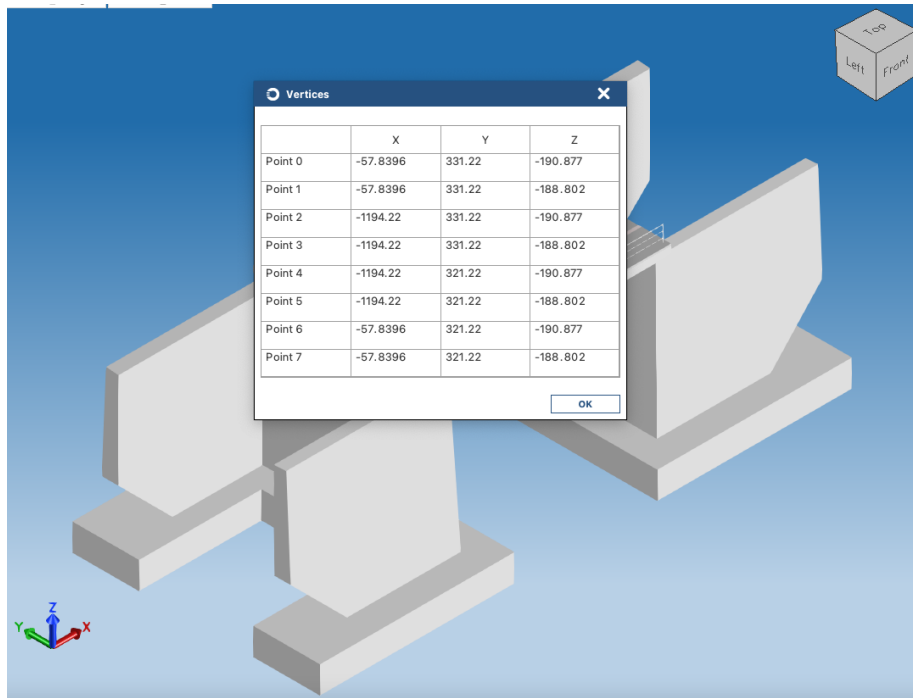 Top
Left Front
Vertices
X Y Z
Point 0 -57.8396 331.22 -190.877
Point 1 -57.8396 331.22 -188.802
Point 2 -1194.22 331.22 -190.877
Point 3 -1194.22 331.22 -188.802
Point 4 -1194.22 321.22 -190.877
Point 5 -1194.22 321.22 -188.802
Point 6 -57.8396 321.22 -190.877
Point 7 -57.8396 321.22 -188.802
OK
Z
Y X